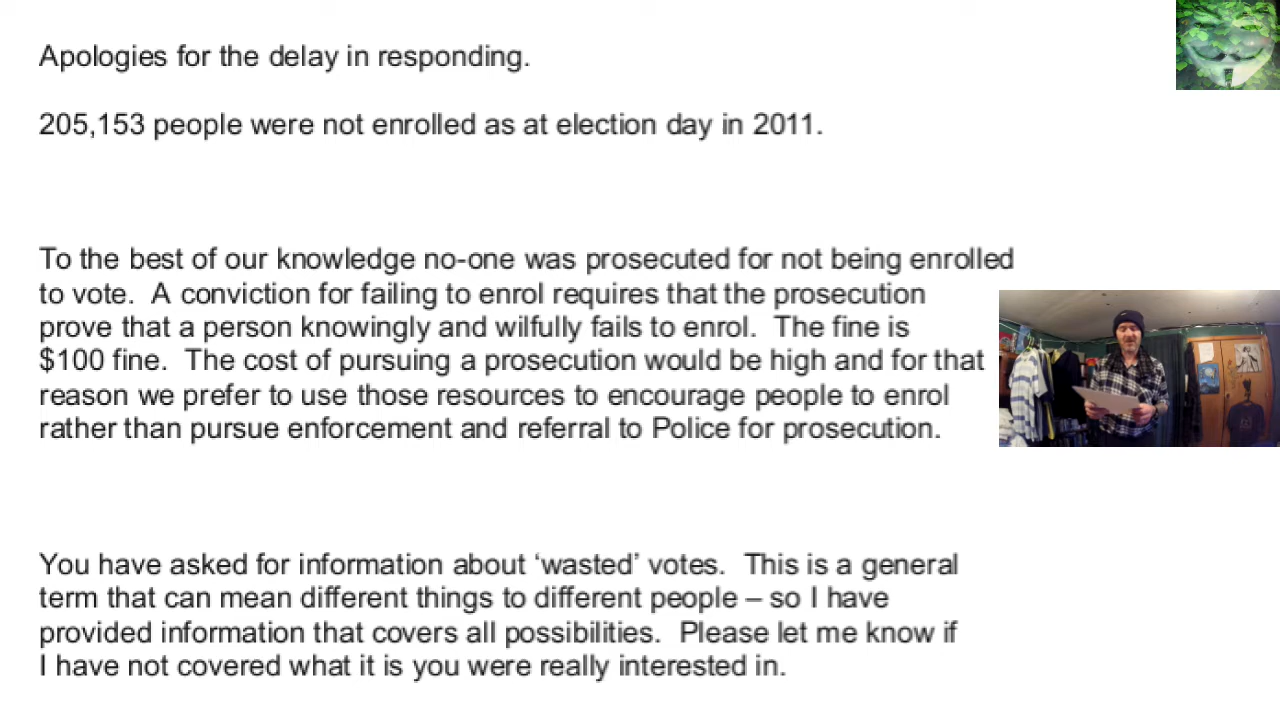 Apologies for the delay in responding.
205,153 people were not enrolled as at election day in 2011.
To the best of our knowledge no-one was prosecuted for not being enrolled
to vote.  A conviction for failing to enrol requires that the prosecution
prove that a person knowingly and wilfully fails to enrol.  The fine is
$100 fine.  The cost of pursuing a prosecution would be high and for that
reason we prefer to use those resources to encourage people to enrol
rather than pursue enforcement and referral to Police for prosecution.
You have asked for information about ‘wasted’ votes.  This is a general
term that can mean different things to different people – so I have
provided information that covers all possibilities.  Please let me know if
I have not covered what it is you were really interested in.